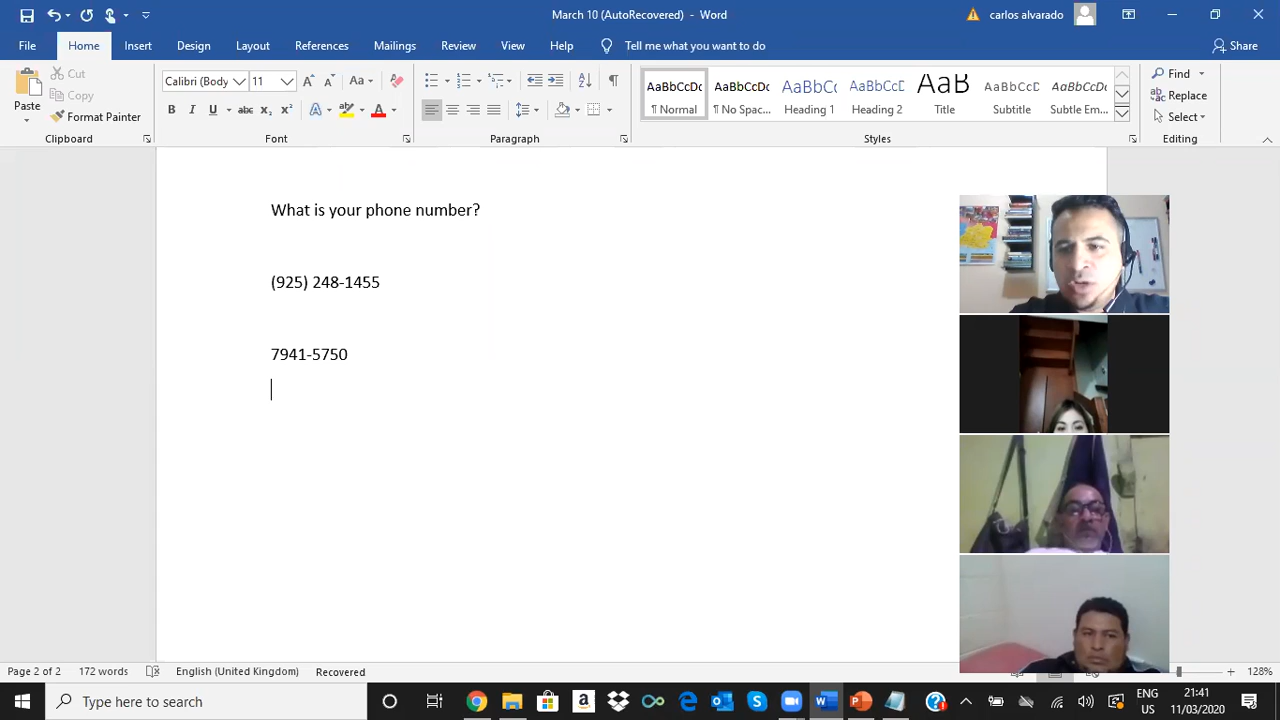 March 10 (AutoRecovered) - Word
carlos alvarado
File Home Insert Design Layout References Mailings Review View Help Tell me what you want to do Share
Paste
Cut
Copy
Format Painter
Clipboard
Calibri (Body 11
Font
Paragraph
AaBbCcDc AaBbCcDc AaBbCc AaBbCcD AaB AaBbCcD AaBbCcDc
¶ Normal ¶ No Spac... Heading 1 Heading 2 Title Subtitle Subtle Em...
Styles
Find
Replace
Select
Editing
What is your phone number?
(925) 248-1455
7941-5750
Page 2 of 2 172 words English (United Kingdom) Recovered 128%
Type here to search
ENG
US
21:41
11/03/2020